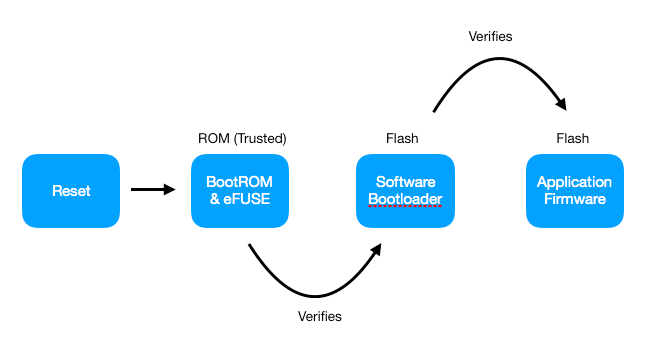 Verifies
ROM (Trusted)
Flash
Flash
Reset
BootROM
& eFUSE
Software
Bootloader
Application
Firmware
Verifies